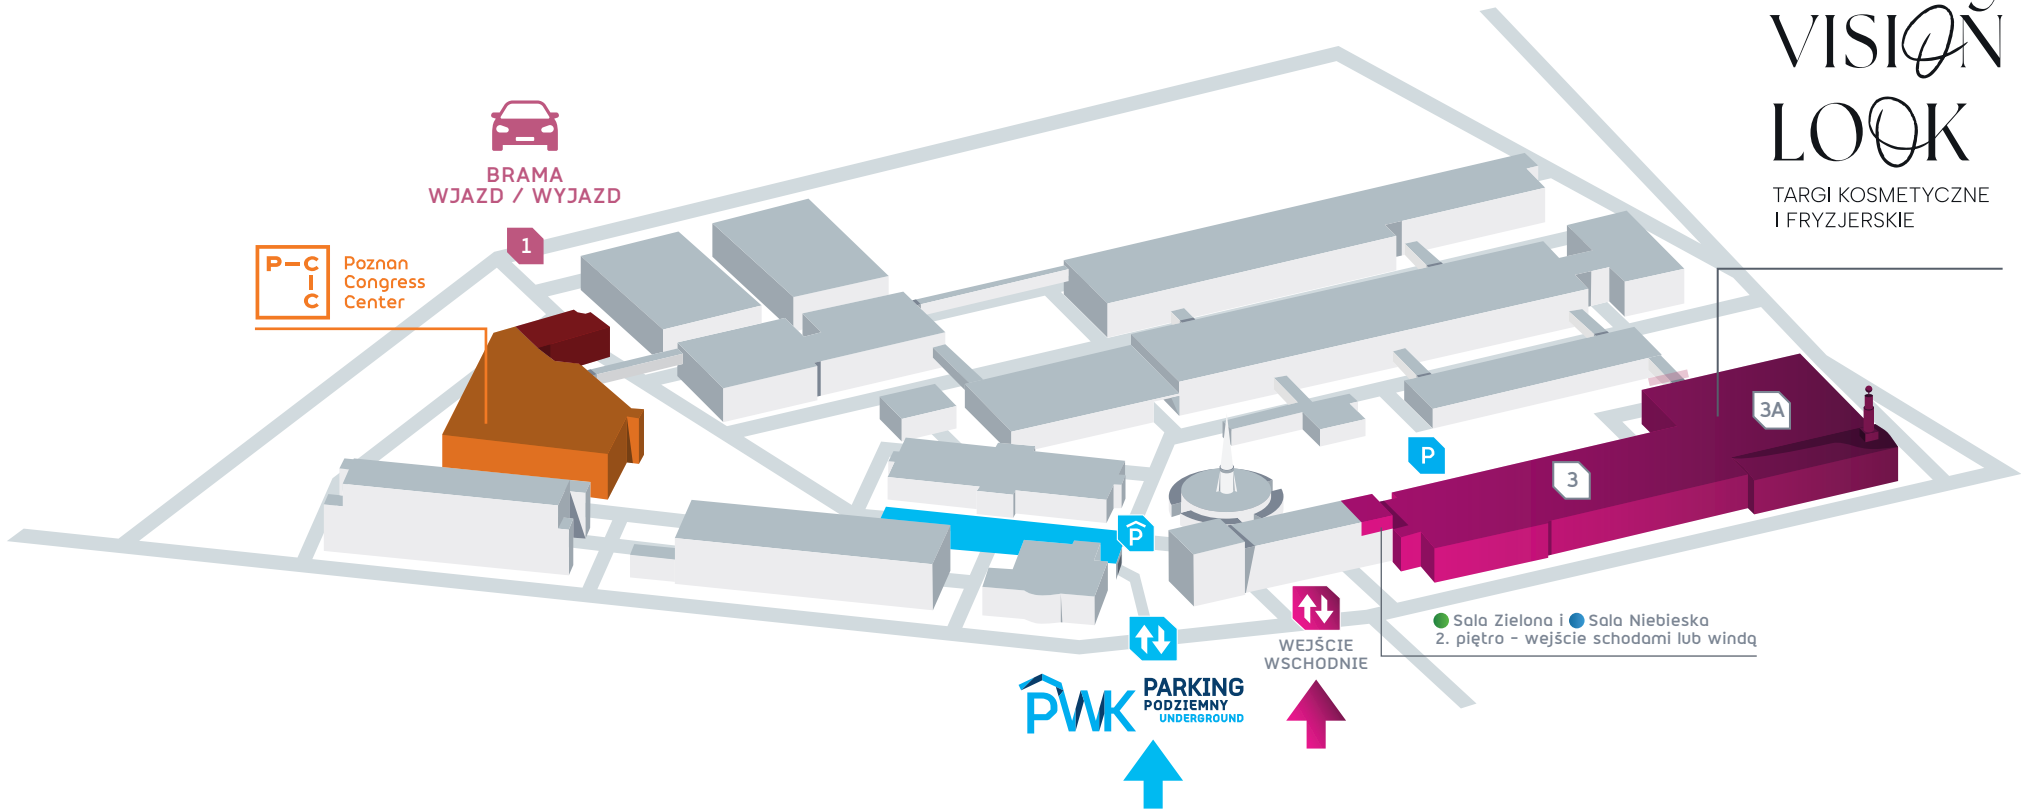 VISION
LOOK
TARGI KOSMETYCZNE
I FRYZJERSKIE
BRAMA
WJAZD / WYJAZD
1
P-C
I
C
Poznan
Congress
Center
3A
3
P
P
Sala Zielona i Sala Niebieska
2. piętro - wejście schodami lub windą
WEJŚCIE
WSCHODNIE
PWK
PARKING
PODZIEMNY
UNDERGROUND